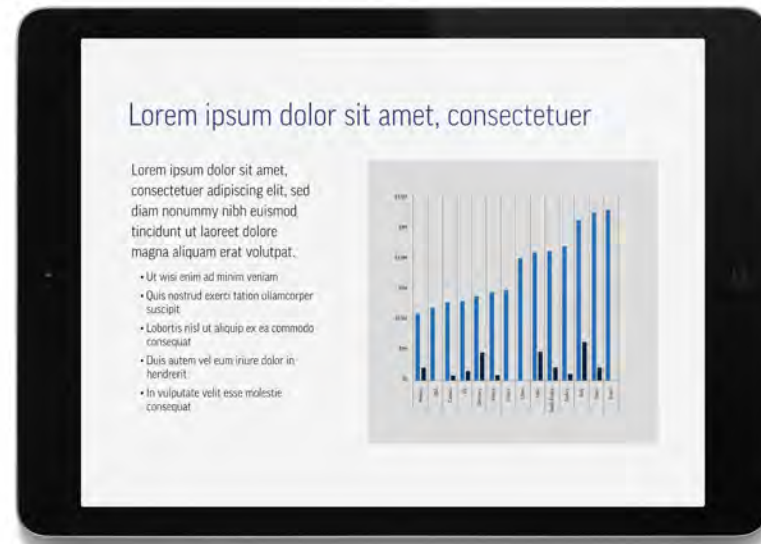 Lorem ipsum dolor sit amet, consectetuer
Lorem ipsum dolor sit amet,
consectetuer adipiscing elit, sed
diam nonummy nibh euismod
tincidunt ut laoreet dolore
magna aliquam erat volutpat.
• Ut wisi enim ad minim veniam
• Quis nostrud exerci tation ullamcorper
suscipit
• Lobortis nisl ut aliquip ex ea commodo
consequat
• Duis autem vel eum iriure dolor in
hendrerit
• In vulputate velit esse molestie
consequat